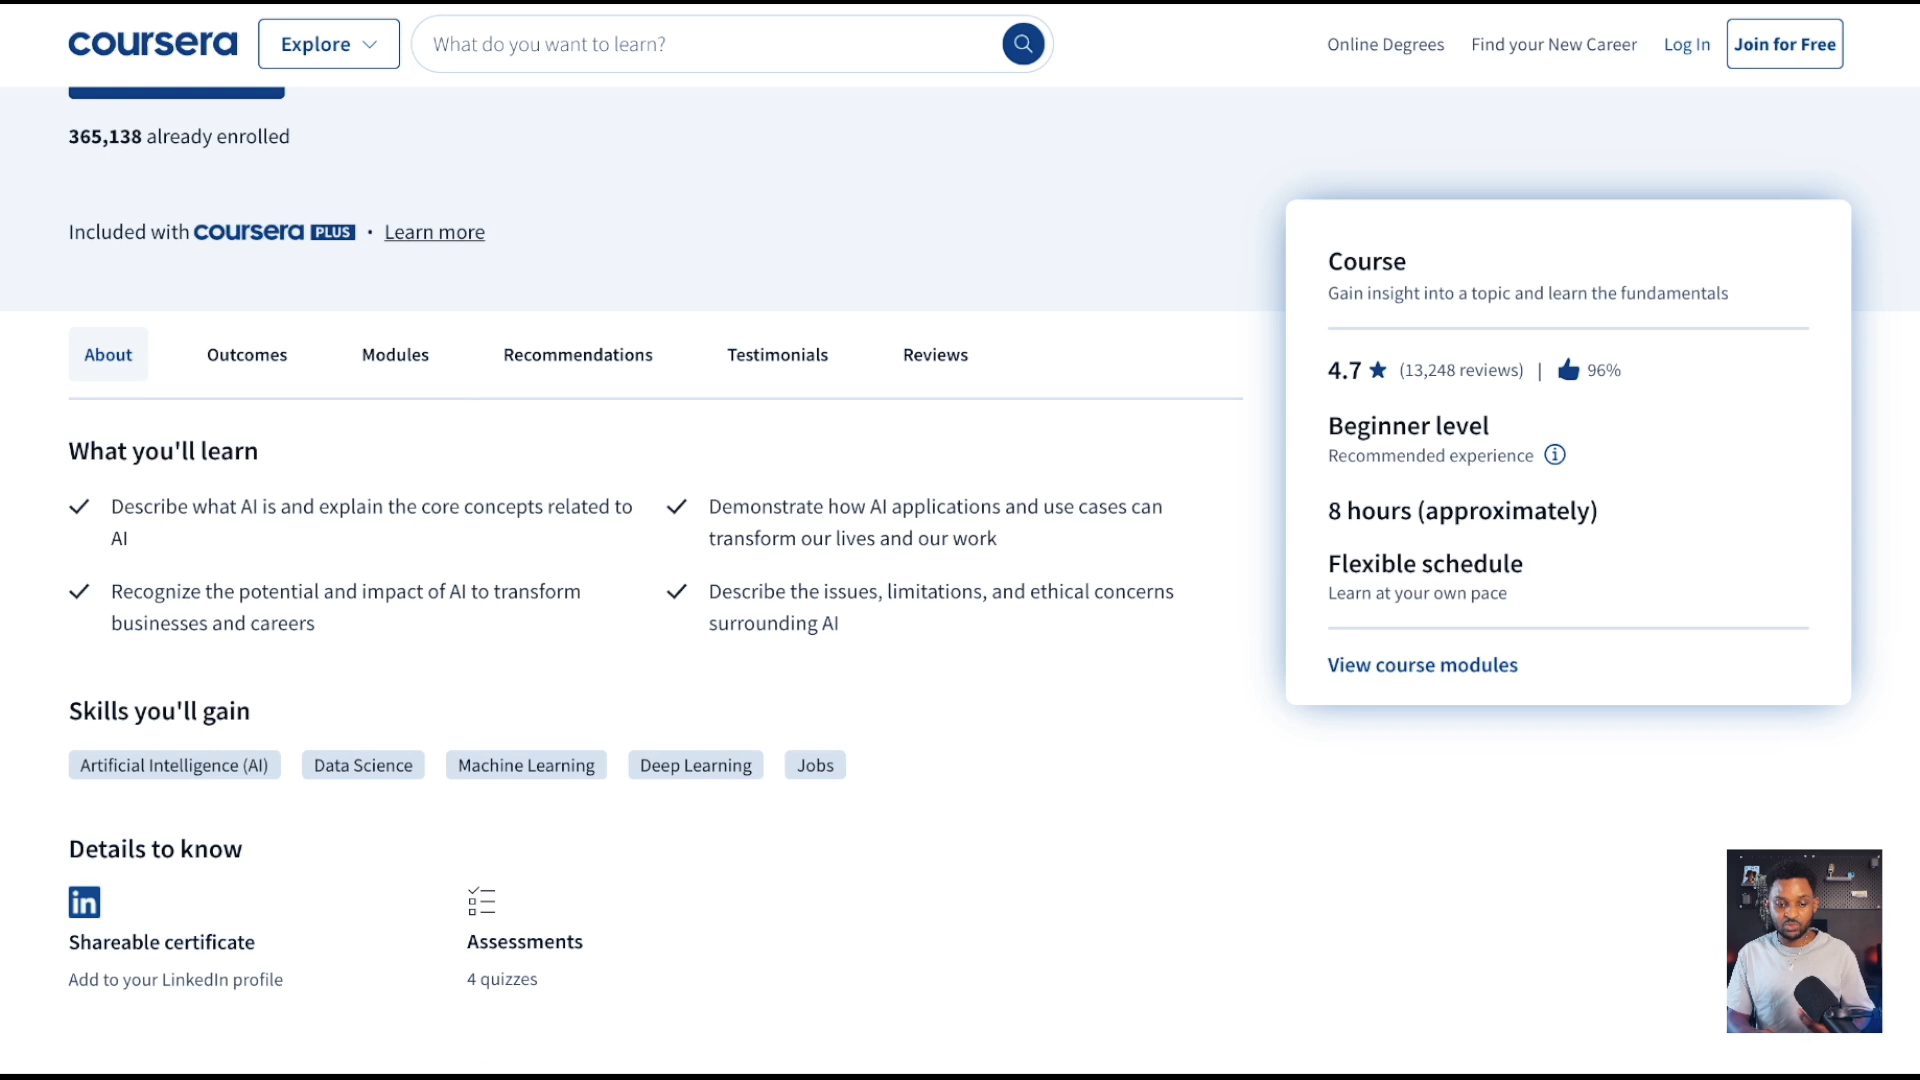 coursera
Explore
What do you want to learn?
Online Degrees
Find your New Career
Log In
Join for Free
365,138 already enrolled
Included with coursera PLUS • Learn more
About
Outcomes
Modules
Recommendations
Testimonials
Reviews
What you'll learn
Describe what AI is and explain the core concepts related to
AI
Demonstrate how AI applications and use cases can
transform our lives and our work
Recognize the potential and impact of AI to transform
businesses and careers
Describe the issues, limitations, and ethical concerns
surrounding AI
Skills you'll gain
Artificial Intelligence (AI)
Data Science
Machine Learning
Deep Learning
Jobs
Details to know
in
Shareable certificate
Add to your LinkedIn profile
Assessments
4 quizzes
Course
Gain insight into a topic and learn the fundamentals
4.7 ★ (13,248 reviews) | 96%
Beginner level
Recommended experience
8 hours (approximately)
Flexible schedule
Learn at your own pace
View course modules